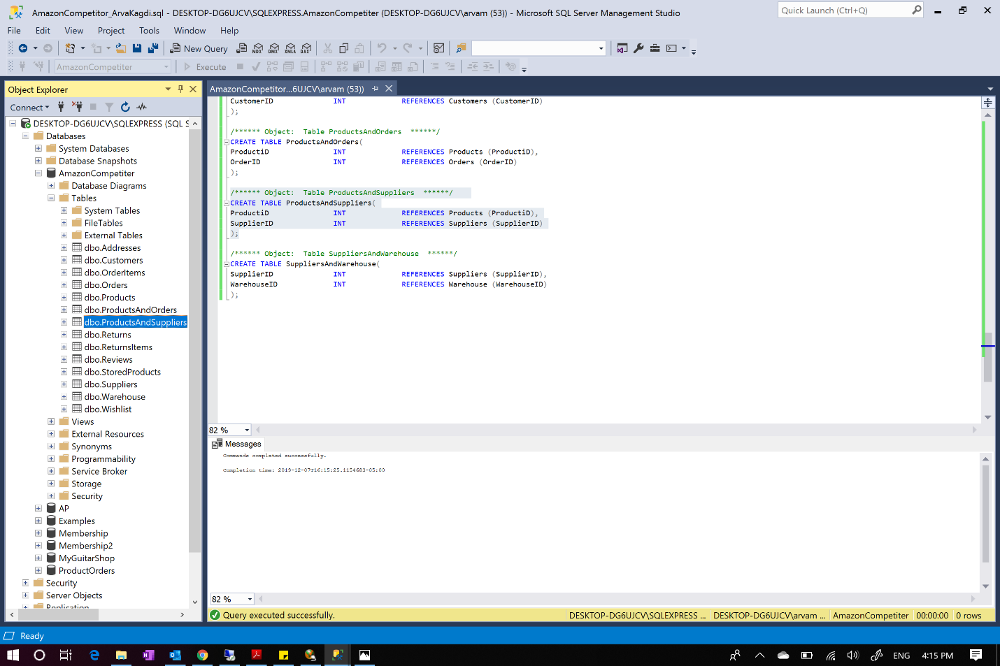 AmazonCompetitor_ArvaKagdi.sql - DESKTOP-DG6UJCV\SQLEXPRESS.AmazonCompetiter (DESKTOP-DG6UJCV\arvam (53)) - Microsoft SQL Server Management Studio
Quick Launch (Ctrl+Q)
File Edit View Project Tools Window Help
New Query MDX DMX XMLA DAX
AmazonCompetiter Execute
Object Explorer
Connect
DESKTOP-DG6UJCV\SQLEXPRESS (SQL S
Databases
System Databases
Database Snapshots
AmazonCompetiter
Database Diagrams
Tables
System Tables
FileTables
External Tables
dbo.Addresses
dbo.Customers
dbo.OrderItems
dbo.Orders
dbo.Products
dbo.ProductsAndOrders
dbo.ProductsAndSuppliers
dbo.Returns
dbo.ReturnsItems
dbo.Reviews
dbo.StoredProducts
dbo.Suppliers
dbo.Warehouse
dbo.Wishlist
Views
External Resources
Synonyms
Programmability
Service Broker
Storage
Security
AP
Examples
Membership
Membership2
MyGuitarShop
ProductOrders
Security
Server Objects
Replication
AmazonCompetitor...6UJCV\arvam (53))
CustomerID INT REFERENCES Customers (CustomerID)
);
/****** Object: Table ProductsAndOrders ******/
CREATE TABLE ProductsAndOrders(
ProductiD INT REFERENCES Products (ProductiD),
OrderID INT REFERENCES Orders (OrderID)
);
/****** Object: Table ProductsAndSuppliers ******/
CREATE TABLE ProductsAndSuppliers(
ProductiD INT REFERENCES Products (ProductiD),
SupplierID INT REFERENCES Suppliers (SupplierID)
);
/****** Object: Table SuppliersAndWarehouse ******/
CREATE TABLE SuppliersAndWarehouse(
SupplierID INT REFERENCES Suppliers (SupplierID),
WarehouseID INT REFERENCES Warehouse (WarehouseID)
);
82 %
Messages
Commands completed successfully.
Completion time: 2019-12-07T16:15:25.1154683-05:00
82 %
Query executed successfully. DESKTOP-DG6UJCV\SQLEXPRESS ... DESKTOP-DG6UJCV\arvam ... AmazonCompetiter 00:00:00 0 rows
Ready
ENG 4:15 PM